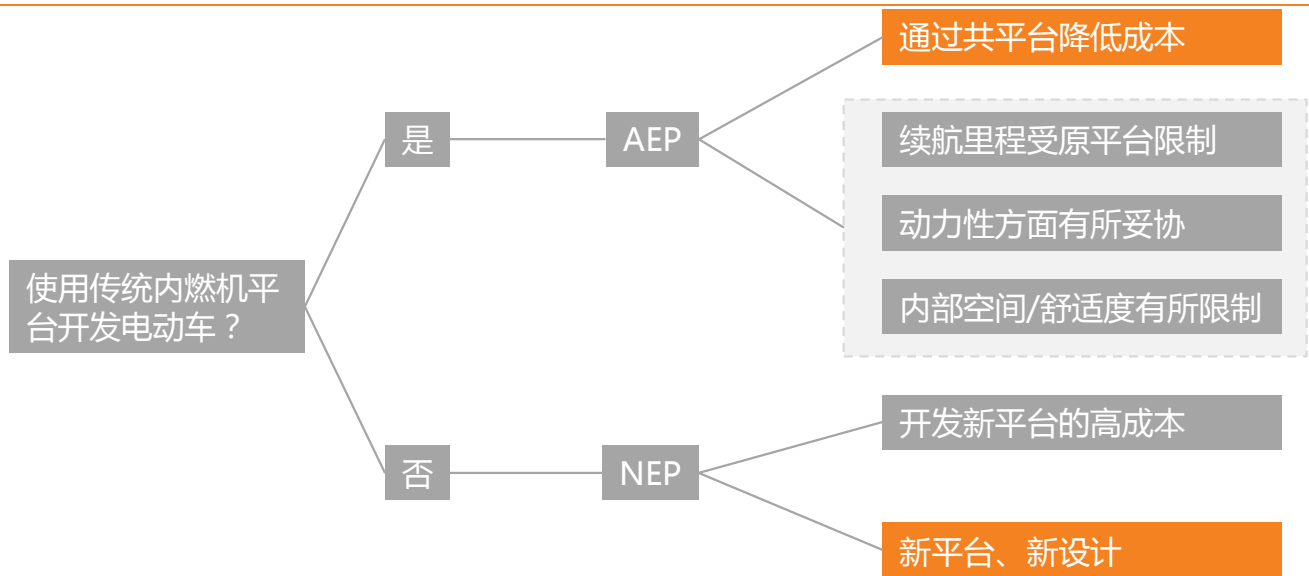 使用传统内燃机平
台开发电动车？
是
AEP
通过共平台降低成本
续航里程受原平台限制
动力性方面有所妥协
内部空间/舒适度有所限制
否
NEP
开发新平台的高成本
新平台、新设计